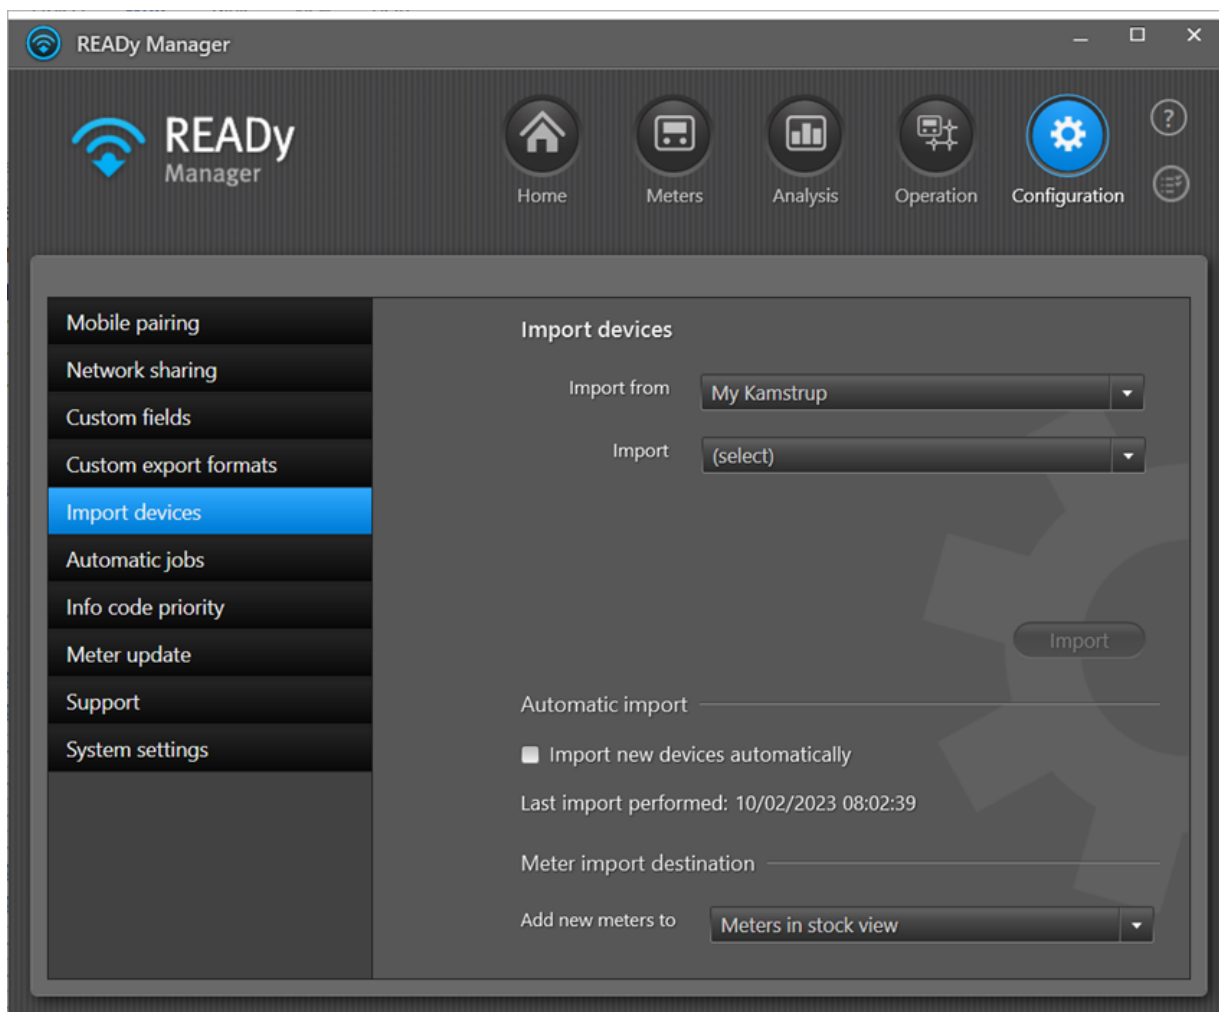 READy Manager
READy
Manager
Home
Meters
Analysis
Operation
Configuration
?
Mobile pairing
Network sharing
Custom fields
Custom export formats
Import devices
Automatic jobs
Info code priority
Meter update
Support
System settings
Import devices
Import from
My Kamstrup
Import
(select)
Import
Automatic import
Import new devices automatically
Last import performed: 10/02/2023 08:02:39
Meter import destination
Add new meters to
Meters in stock view